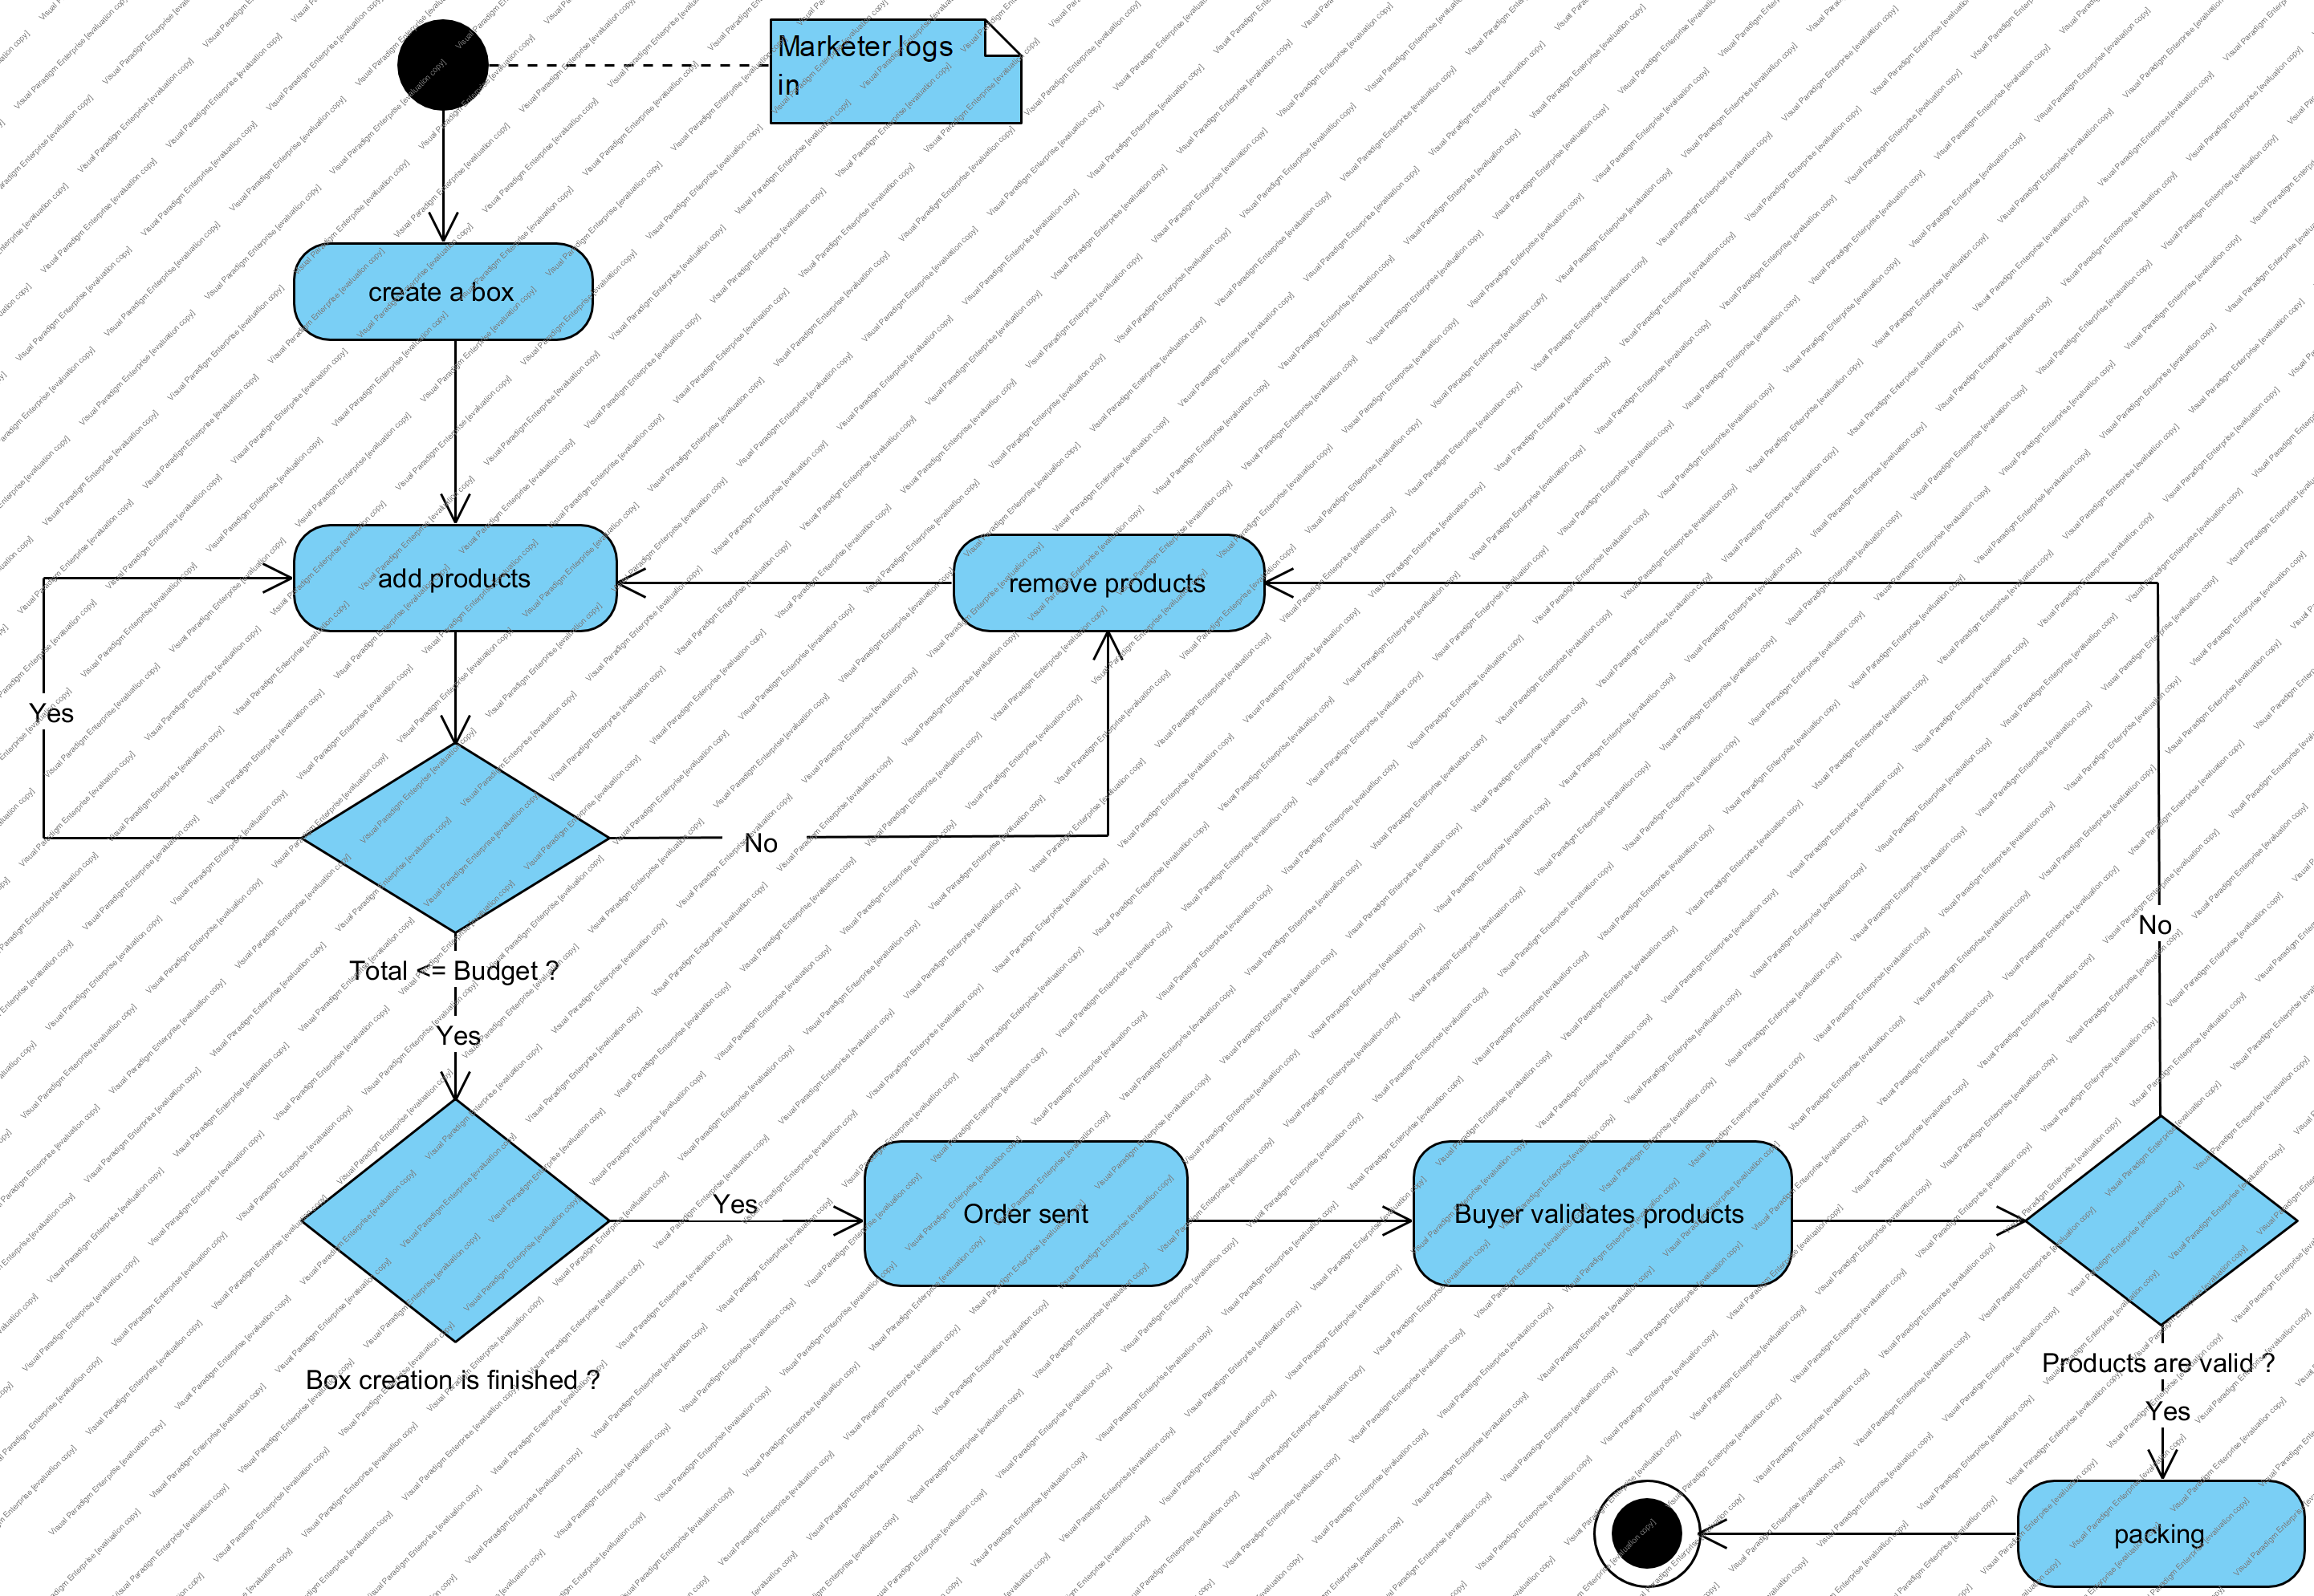 Marketer logs
in
create a box
add products
remove products
Yes
No
No
Total <= Budget ?
Yes
Yes
Order sent
Buyer validates products
Box creation is finished ?
Products are valid ?
Yes
packing
Visual Paradigm Enterprise [evaluation copy]